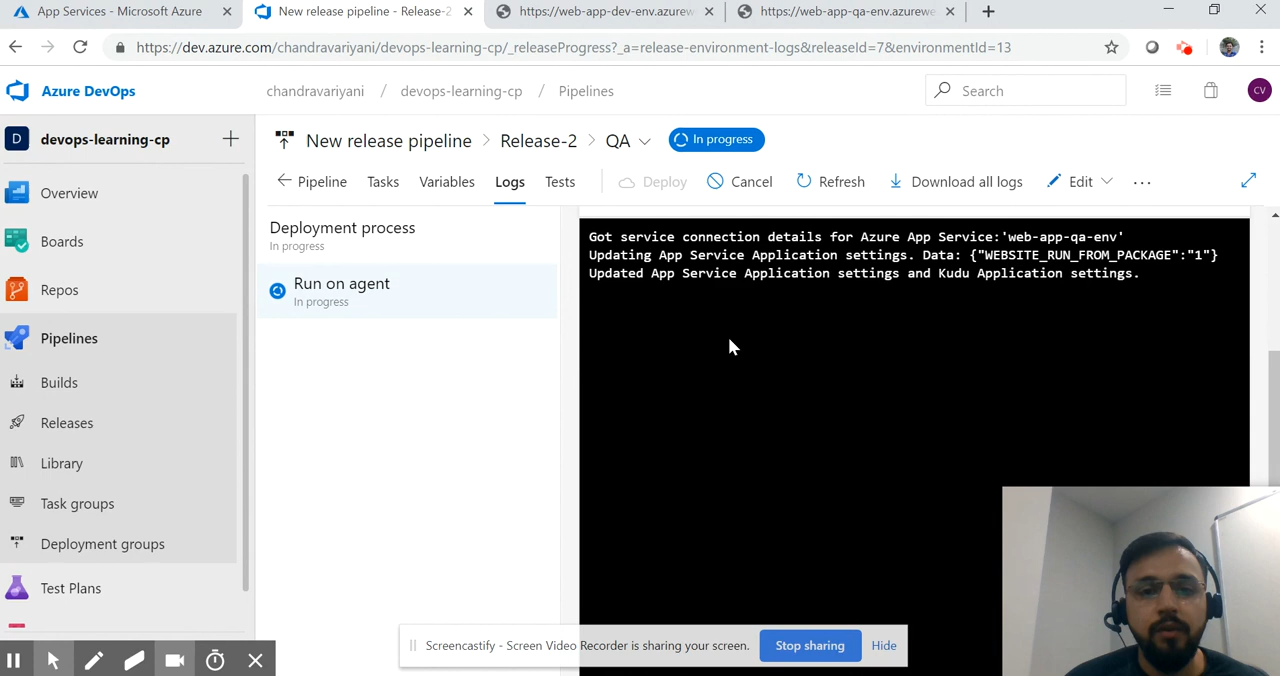 App Services - Microsoft Azure
New release pipeline - Release-2
https://web-app-dev-env.azurew
https://web-app-qa-env.azurewe
https://dev.azure.com/chandravariyani/devops-learning-cp/_releaseProgress?_a=release-environment-logs&releaseId=7&environmentId=13
Azure DevOps
chandravariyani / devops-learning-cp / Pipelines
Search
CV
D devops-learning-cp
New release pipeline > Release-2 > QA
In progress
Pipeline Tasks Variables Logs Tests Deploy Cancel Refresh Download all logs Edit ...
Overview
Boards
Repos
Pipelines
Builds
Releases
Library
Task groups
Deployment groups
Test Plans
Deployment process
In progress
Run on agent
In progress
Got service connection details for Azure App Service:'web-app-qa-env'
Updating App Service Application settings. Data: {"WEBSITE_RUN_FROM_PACKAGE":"1"}
Updated App Service Application settings and Kudu Application settings.
Screencastify - Screen Video Recorder is sharing your screen.
Stop sharing
Hide